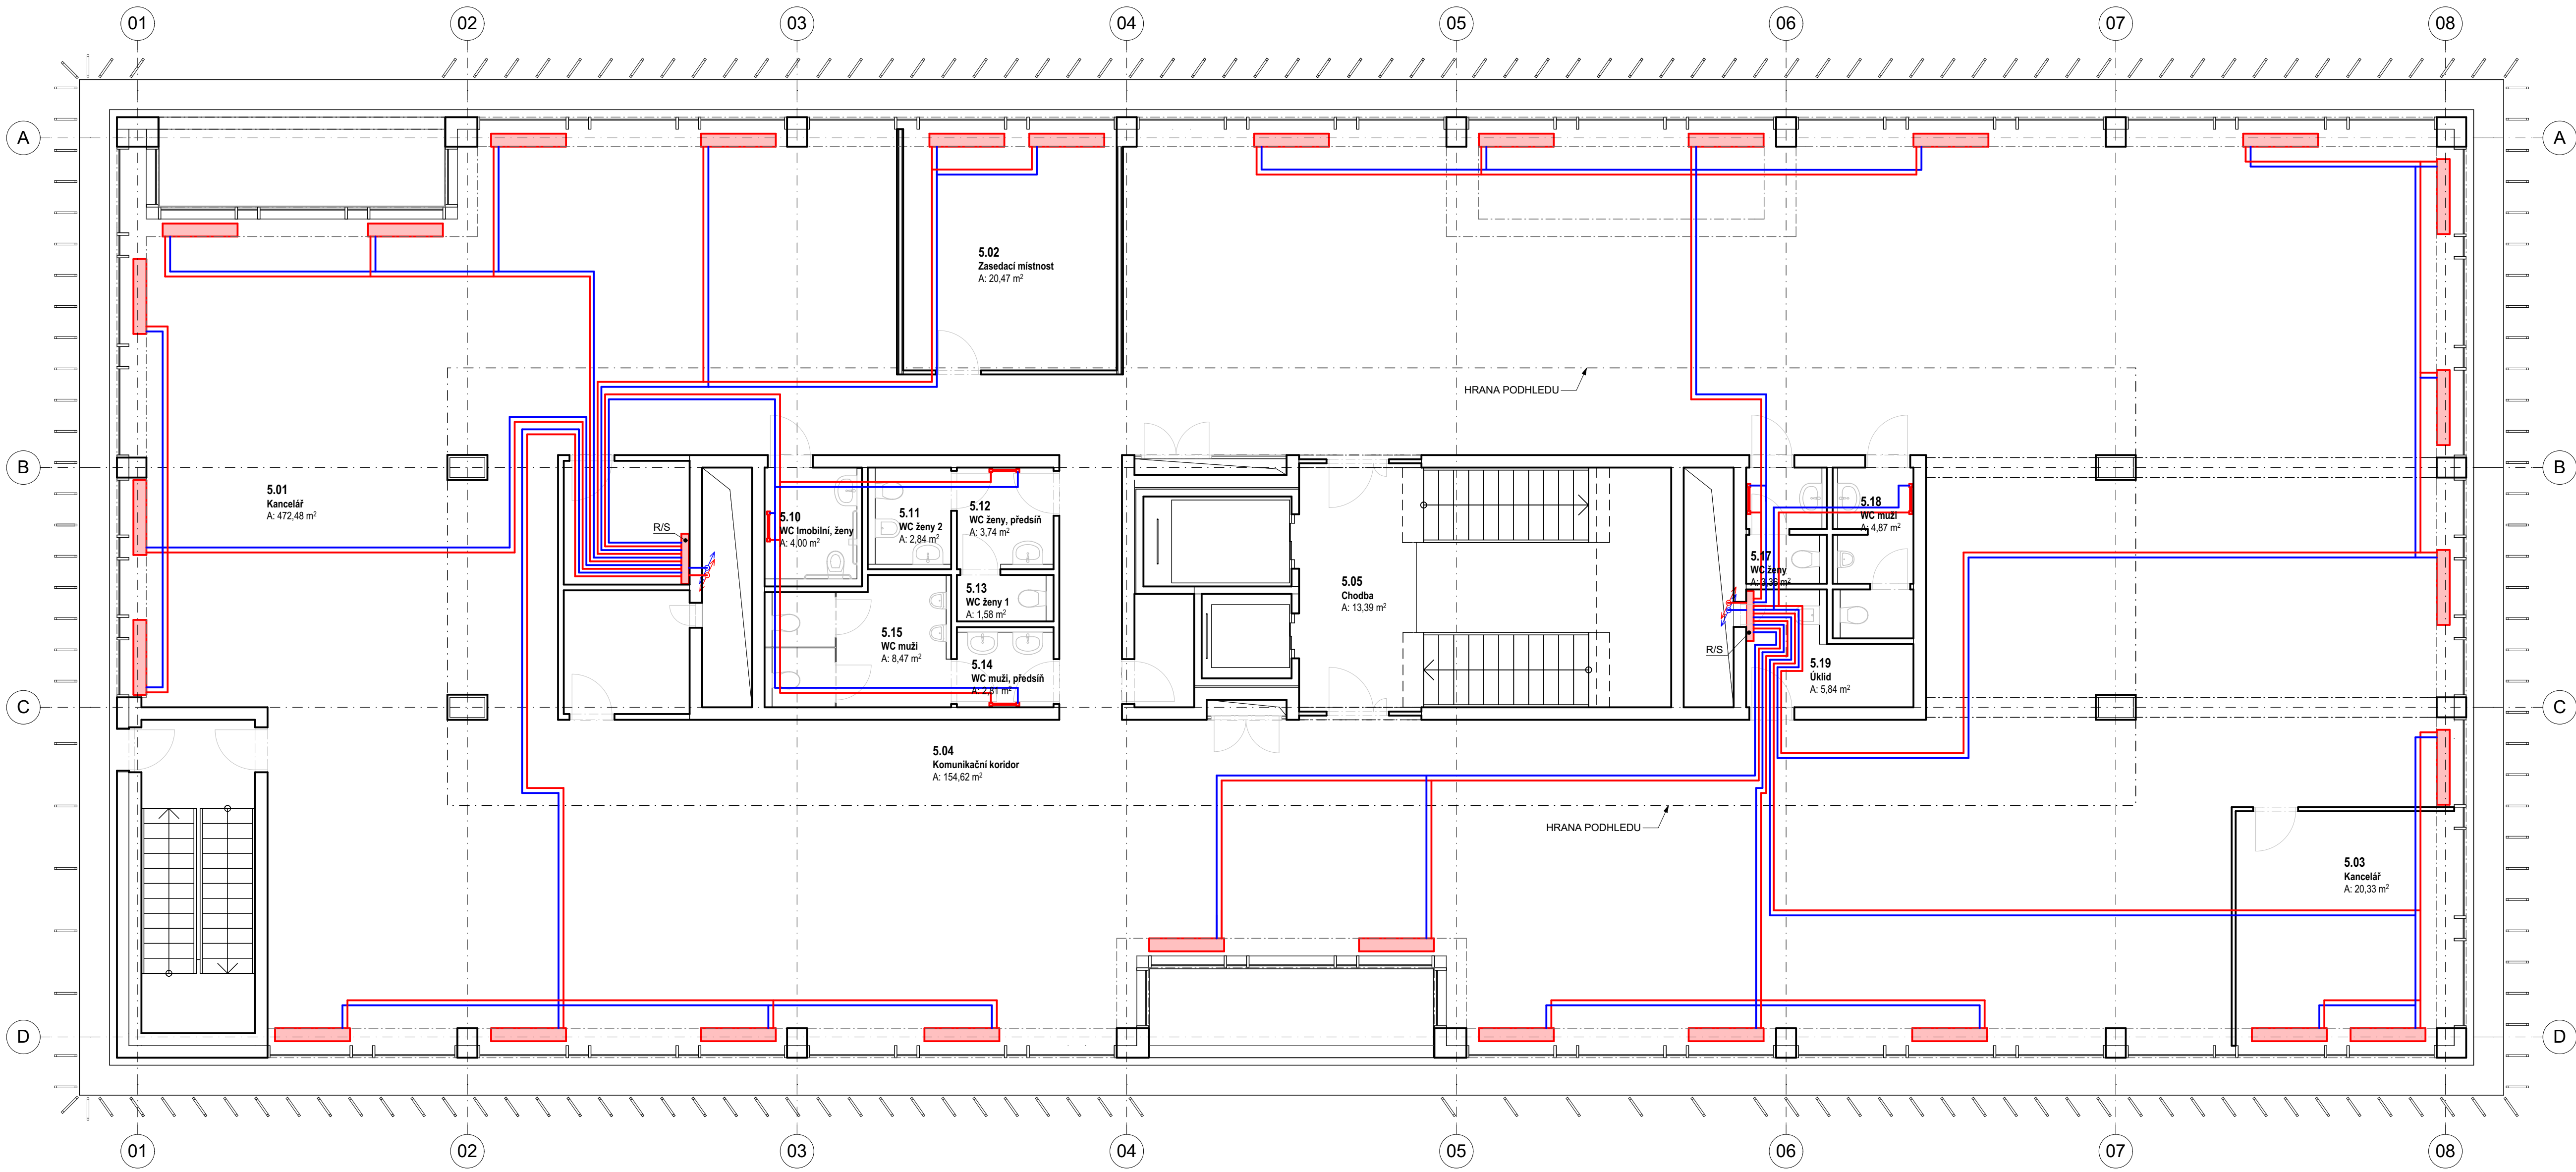 01 02 03 04 05 06 07 08
A A
5.02
Zasedací místnost
A: 20,47 m²
HRANA PODHLEDU
B B
5.01
Kancelář
A: 472,48 m²
R/S
5.10
WC Imobilní, ženy
A: 4,00 m²
5.11
WC ženy 2
A: 2,84 m²
5.12
WC ženy, předsíň
A: 3,74 m²
5.18
WC muži
A: 4,87 m²
5.17
WC ženy
5.05
Chodba
A: 13,39 m²
5.13
WC ženy 1
A: 1,58 m²
5.15
WC muži
A: 8,47 m²
5.14
WC muži, předsíň
A: 2,81 m²
R/S
5.19
Úklid
A: 5,84 m²
C C
5.04
Komunikační koridor
A: 154,62 m²
HRANA PODHLEDU
5.03
Kancelář
A: 20,33 m²
D D
01 02 03 04 05 06 07 08